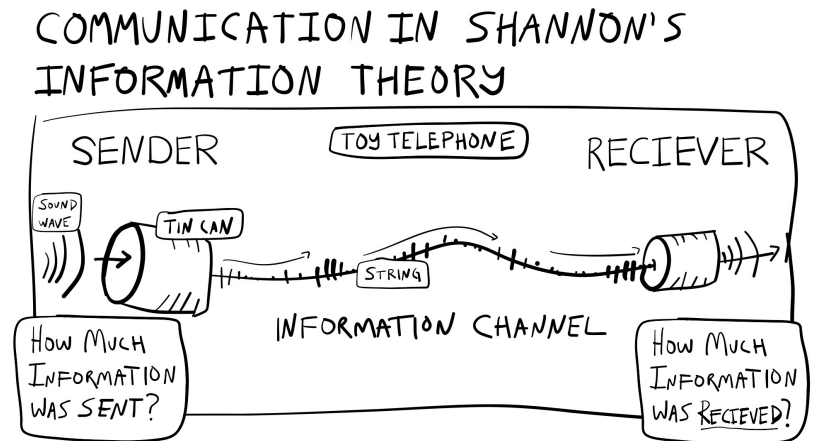 COMMUNICATION IN SHANNON'S
INFORMATION THEORY
SENDER
TOY TELEPHONE
RECIEVER
SOUND
WAVE
TIN CAN
STRING
INFORMATION CHANNEL
HOW MUCH
INFORMATION
WAS SENT?
HOW MUCH
INFORMATION
WAS RECIEVED?